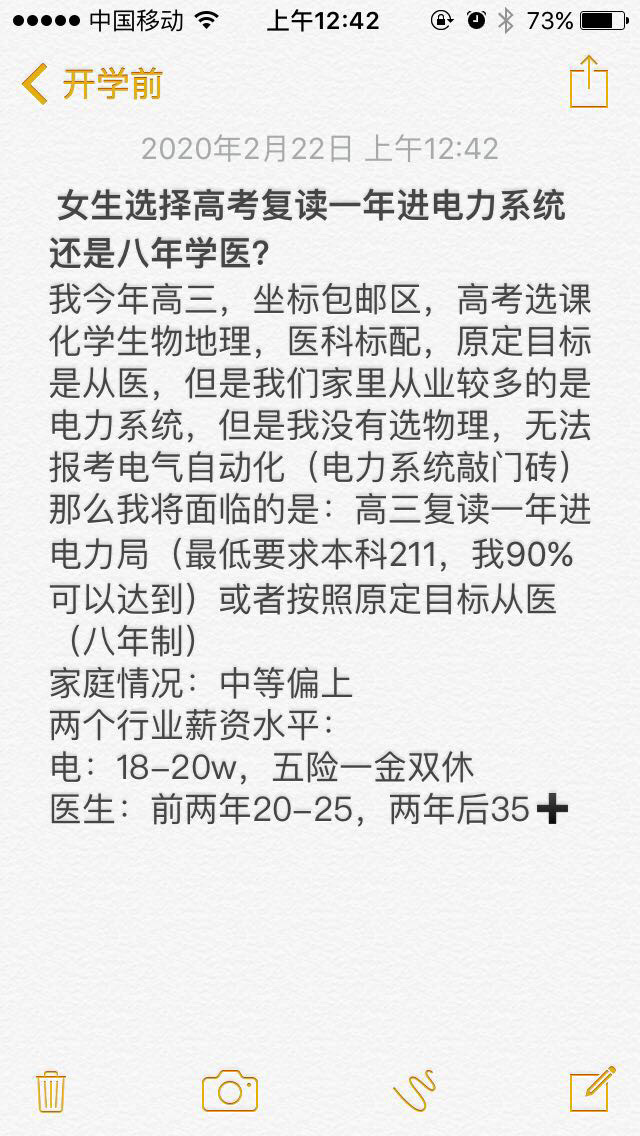 中国移动 上午12:42 73%
开学前
2020年2月22日 上午12:42
女生选择高考复读一年进电力系统
还是八年学医?
我今年高三，坐标包邮区，高考选课
化学生物地理，医科标配，原定目标
是从医，但是我们家里从业较多的是
电力系统，但是我没有选物理，无法
报考电气自动化（电力系统敲门砖）
那么我将面临的是：高三复读一年进
电力局（最低要求本科211，我90%
可以达到）或者按照原定目标从医
（八年制）
家庭情况：中等偏上
两个行业薪资水平：
电：18-20w，五险一金双休
医生：前两年20-25，两年后35➕